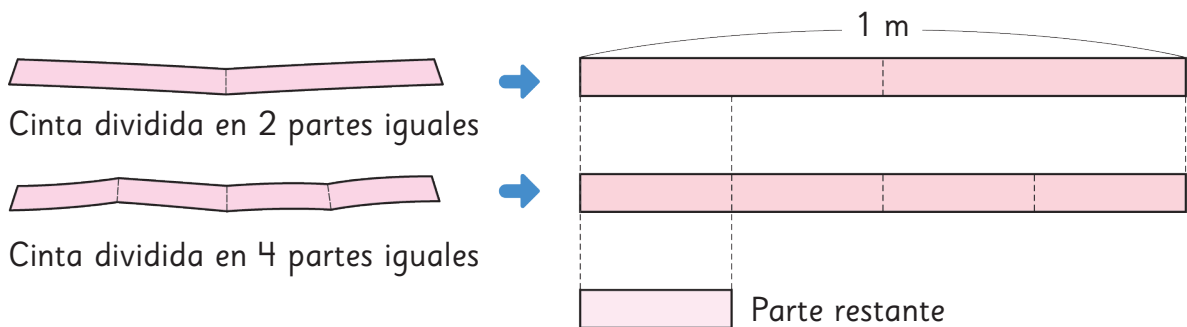 1 m
Cinta dividida en 2 partes iguales
Cinta dividida en 4 partes iguales
Parte restante